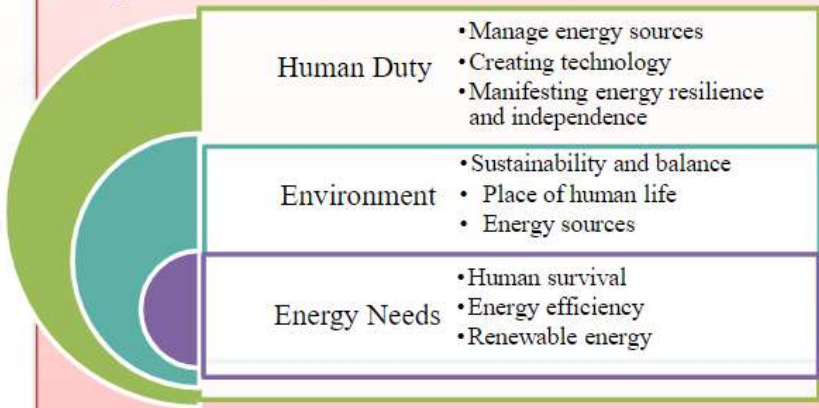 Human Duty
•Manage energy sources
•Creating technology
•Manifesting energy resilience
and independence
Environment
•Sustainability and balance
• Place of human life
• Energy sources
Energy Needs
•Human survival
•Energy efficiency
•Renewable energy